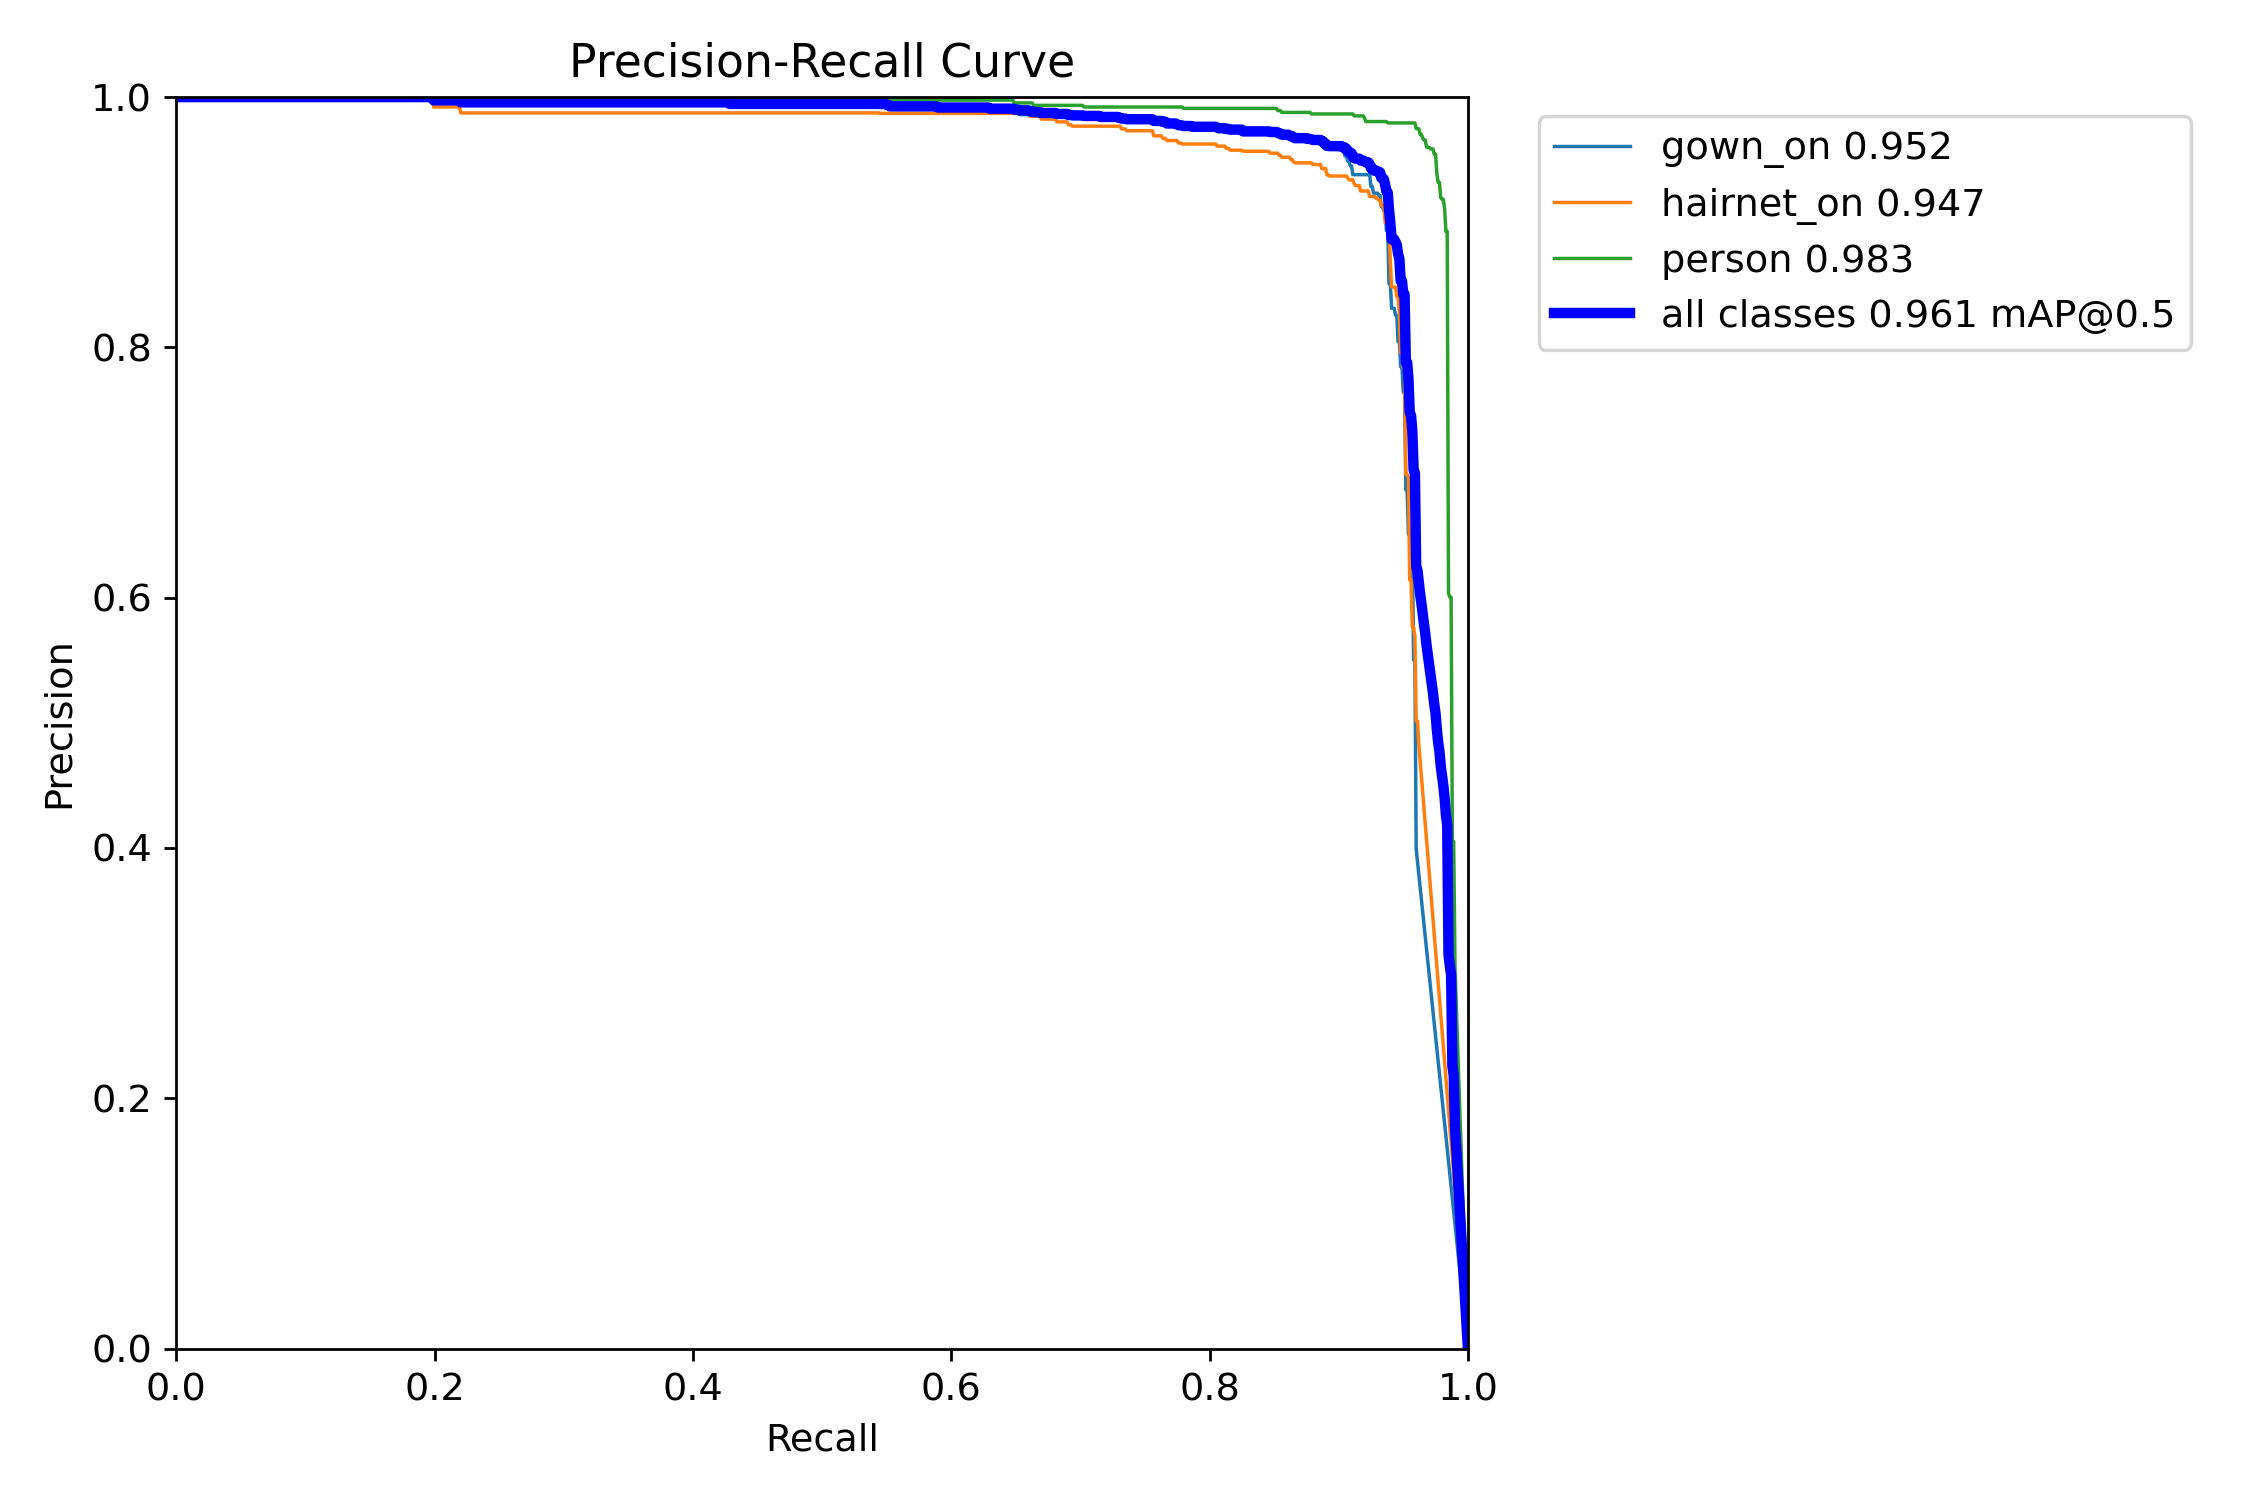 Precision-Recall Curve
1.0
0.8
0.6
0.4
0.2
0.0
Precision
0.0 0.2 0.4 0.6 0.8 1.0
Recall
gown_on 0.952
hairnet_on 0.947
person 0.983
all classes 0.961 mAP@0.5